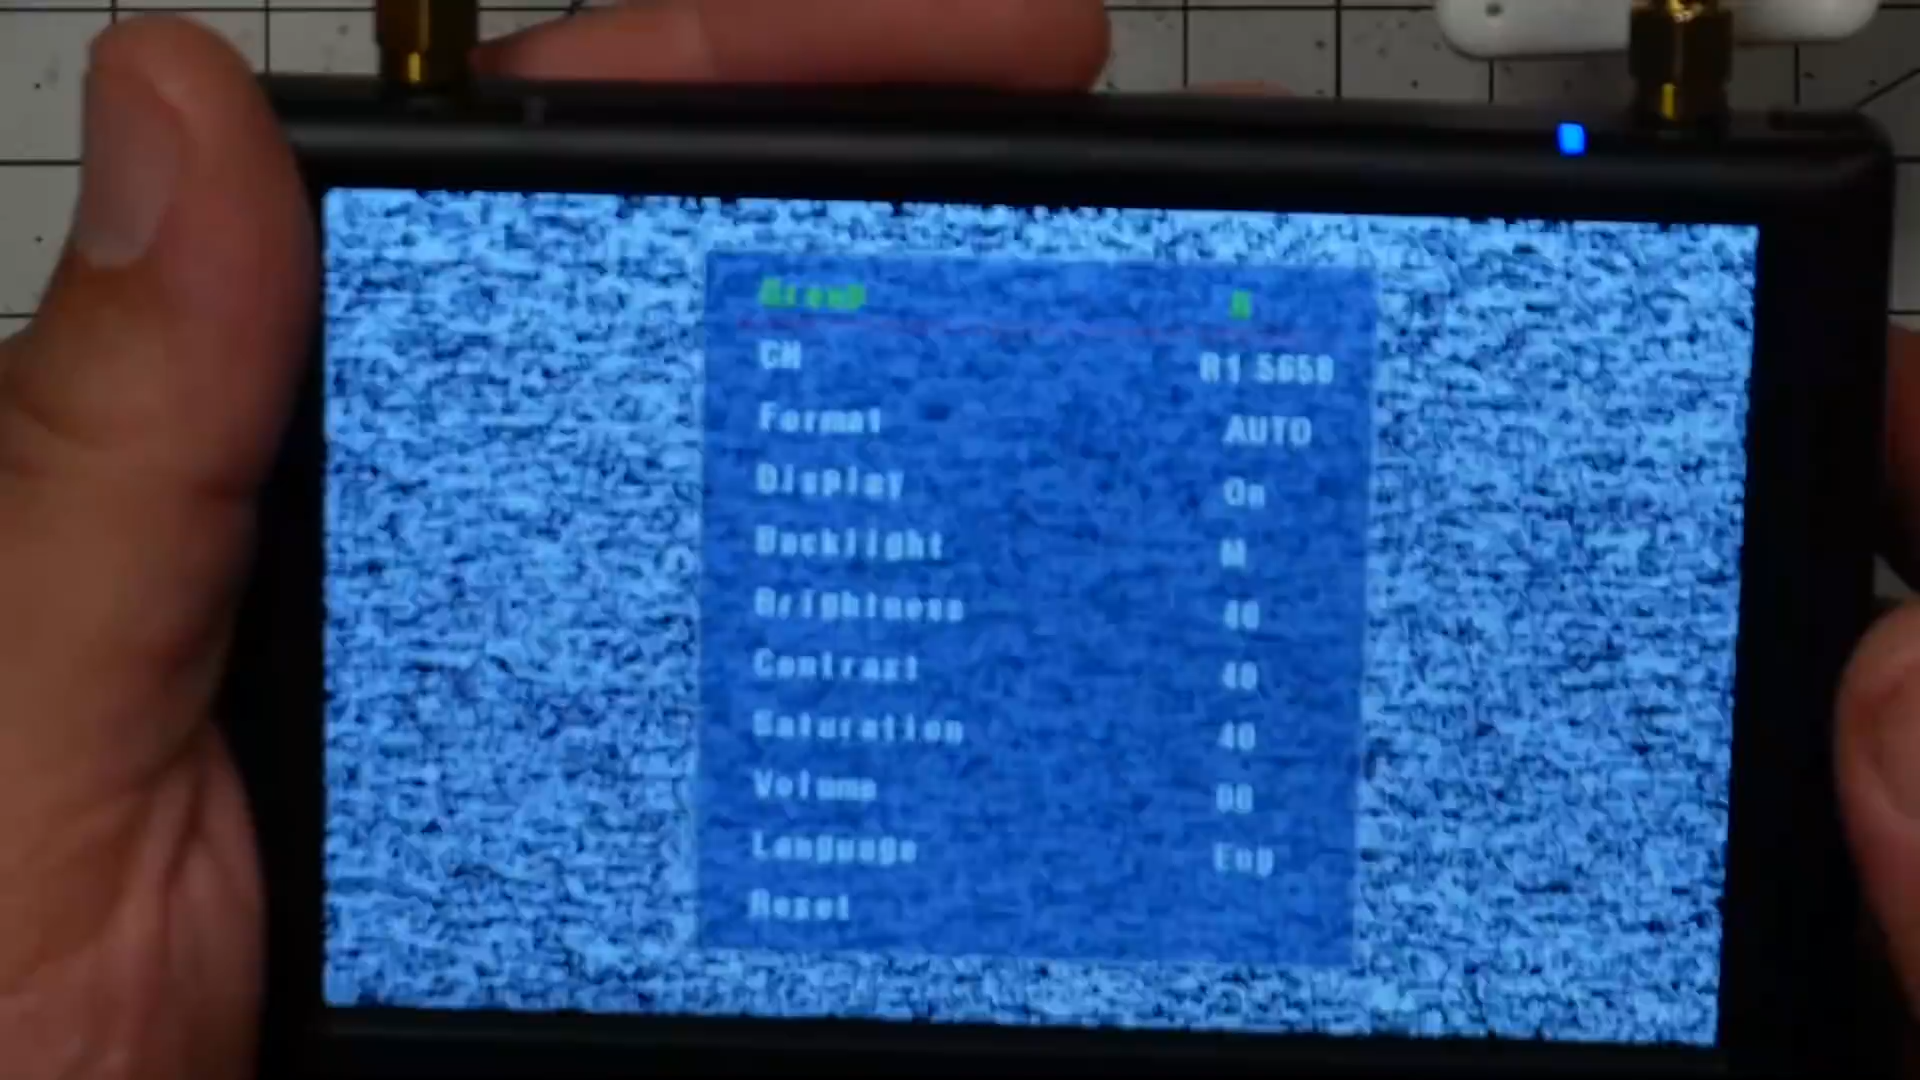 Group R
CH R1 5658
Format AUTO
Display On
Backlight M
Brightness 40
Contrast 40
Saturation 40
Volume 00
Language Eng
Reset